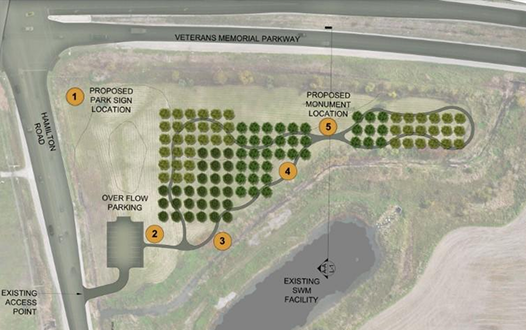 VETERANS MEMORIAL PARKWAY
1
PROPOSED
PARK SIGN
LOCATION
PROPOSED
MONUMENT
LOCATION
5
HAMILTON
ROAD
4
OVER FLOW
PARKING
2
3
EXISTING
ACCESS
POINT
EXISTING
SWM
FACILITY